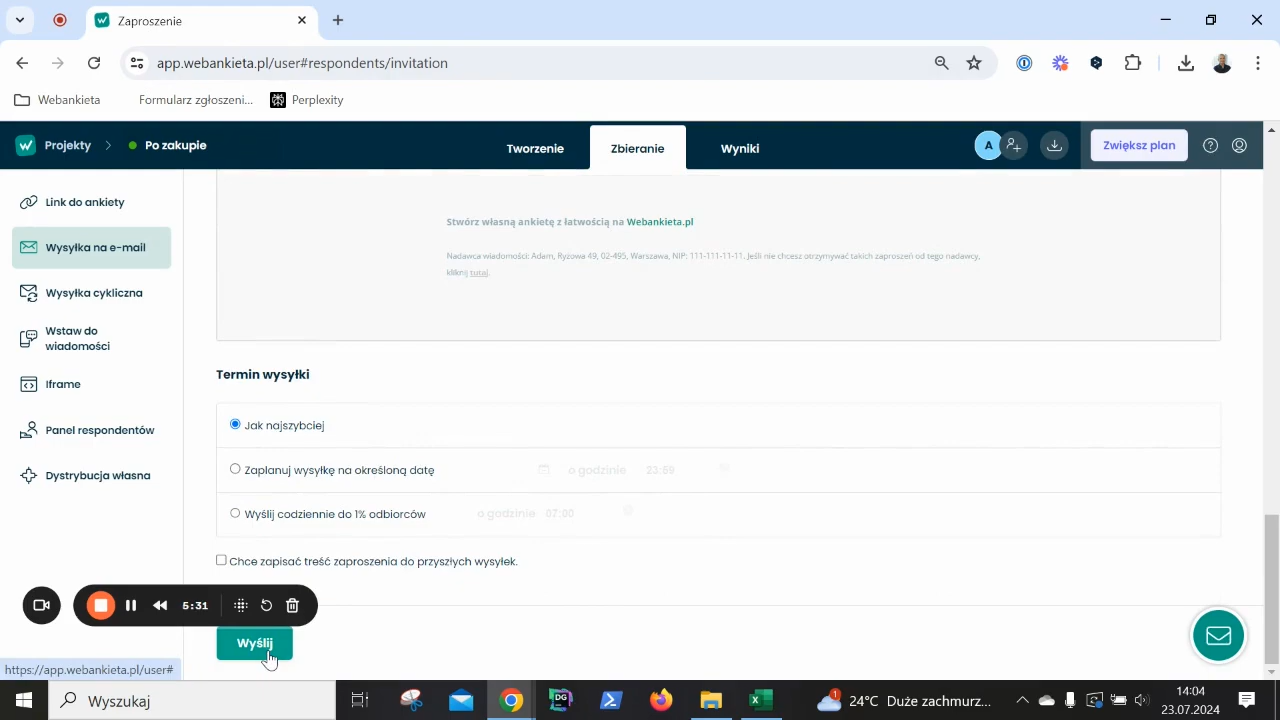 Zaproszenie
app.webankieta.pl/user#respondents/invitation
Webankieta
Formularz zgłoszeni...
Perplexity
Projekty
Po zakupie
Tworzenie
Zbieranie
Wyniki
A
Zwiększ plan
Link do ankiety
Wysyłka na e-mail
Wysyłka cykliczna
Wstaw do
wiadomości
Iframe
Panel respondentów
Dystrybucja własna
Stwórz własną ankietę z łatwością na Webankieta.pl
Nadawca wiadomości: Adam, Ryżowa 49, 02-495, Warszawa, NIP: 111-111-11-11. Jeśli nie chcesz otrzymywać takich zaproszeń od tego nadawcy,
kliknij tutaj.
Termin wysyłki
Jak najszybciej
Zaplanuj wysyłkę na określoną datę
o godzinie 23:59
Wyślij codziennie do 1% odbiorców
o godzinie 07:00
Chce zapisać treść zaproszenia do przyszłych wysyłek.
5:31
Wyślij
https://app.webankieta.pl/user#
Wyszukaj
DG
1
24°C Duże zachmurz...
14:04
23.07.2024